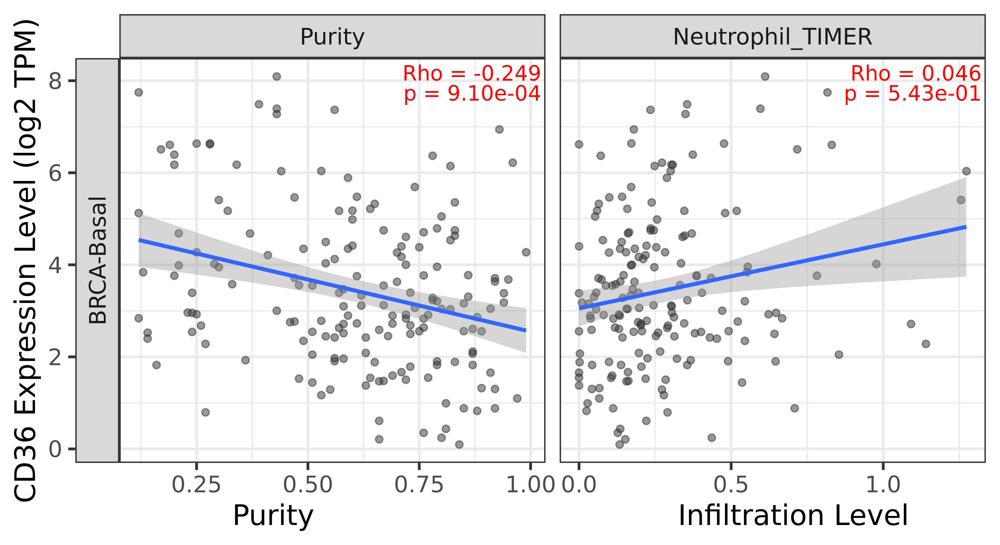 Purity
Neutrophil_TIMER
CD36 Expression Level (log2 TPM)
BRCA-Basal
Rho = -0.249
p = 9.10e-04
Rho = 0.046
p = 5.43e-01
8
6
4
2
0
0.25 0.50 0.75 1.00
0.0 0.5 1.0
Purity
Infiltration Level